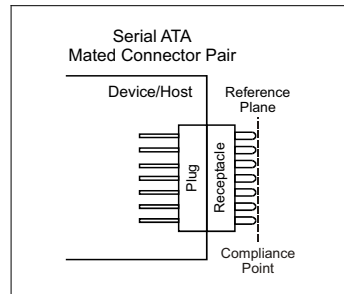 Serial ATA
Mated Connector Pair
Device/Host
Reference
Plane
Plug
Receptacle
Compliance
Point